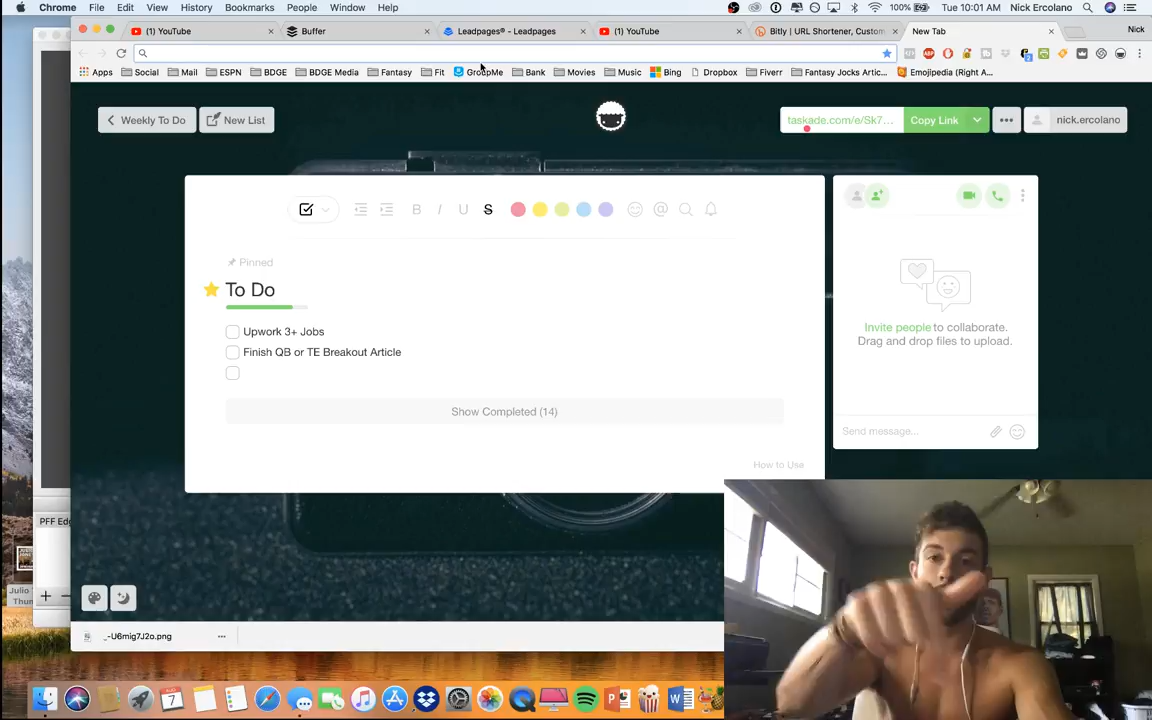 Chrome File Edit View History Bookmarks People Window Help 100% Tue 10:01 AM Nick Ercolano
(1) YouTube Buffer Leadpages® - Leadpages (1) YouTube Bitly | URL Shortener, Custom New Tab Nick
Apps Social Mail ESPN BDGE BDGE Media Fantasy Fit GroupMe Bank Movies Music Bing Dropbox Fiverr Fantasy Jocks Artic... Emojipedia (Right A...
Weekly To Do New List taskade.com/e/Sk7... Copy Link nick.ercolano
B I U S
Pinned
To Do
Upwork 3+ Jobs
Finish QB or TE Breakout Article
Show Completed (14)
How to Use
Invite people to collaborate.
Drag and drop files to upload.
Send message...
PFF Ed
Julio
Thun
_-U6mig7J2o.png
7